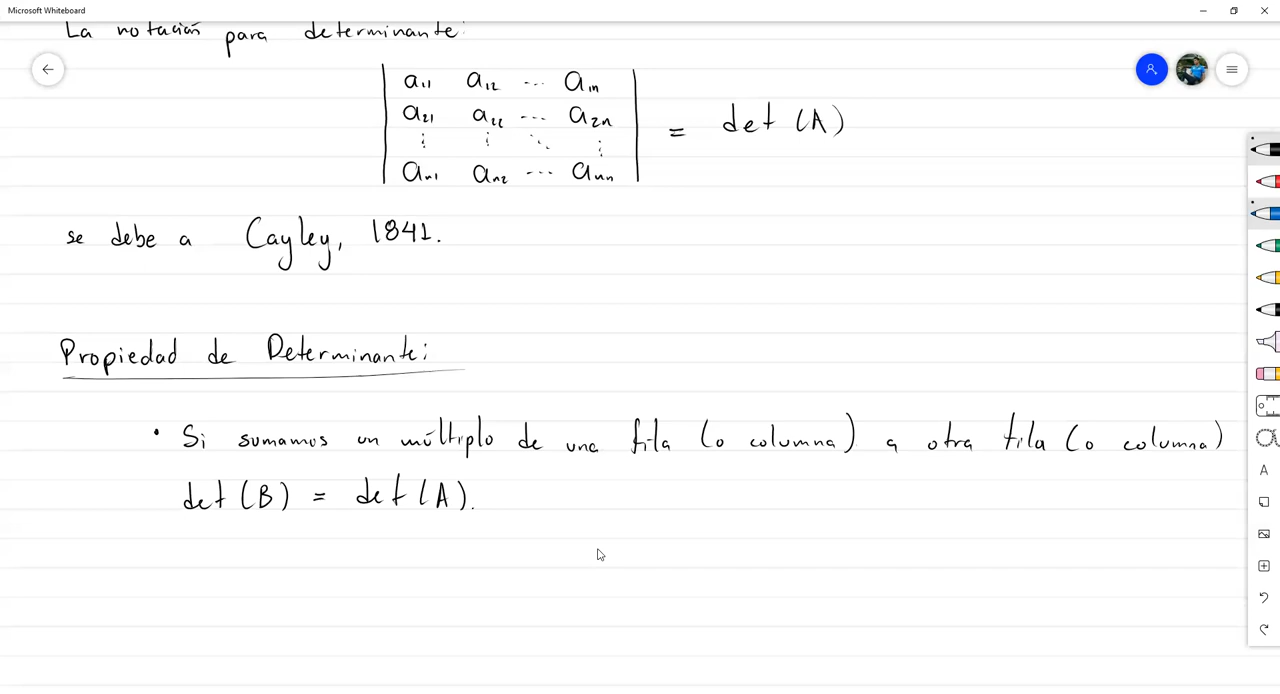 Microsoft Whiteboard
La notación para determinante:
| a11 a12 ... a1n |
| a21 a22 ... a2n | = det (A)
| ⋮ ⋮ ⋱ ⋮ |
| an1 an2 ... ann |
se debe a Cayley, 1841.
Propiedad de Determinante:
• Si sumamos un múltiplo de una fila (o columna) a otra fila (o columna)
det (B) = det (A).